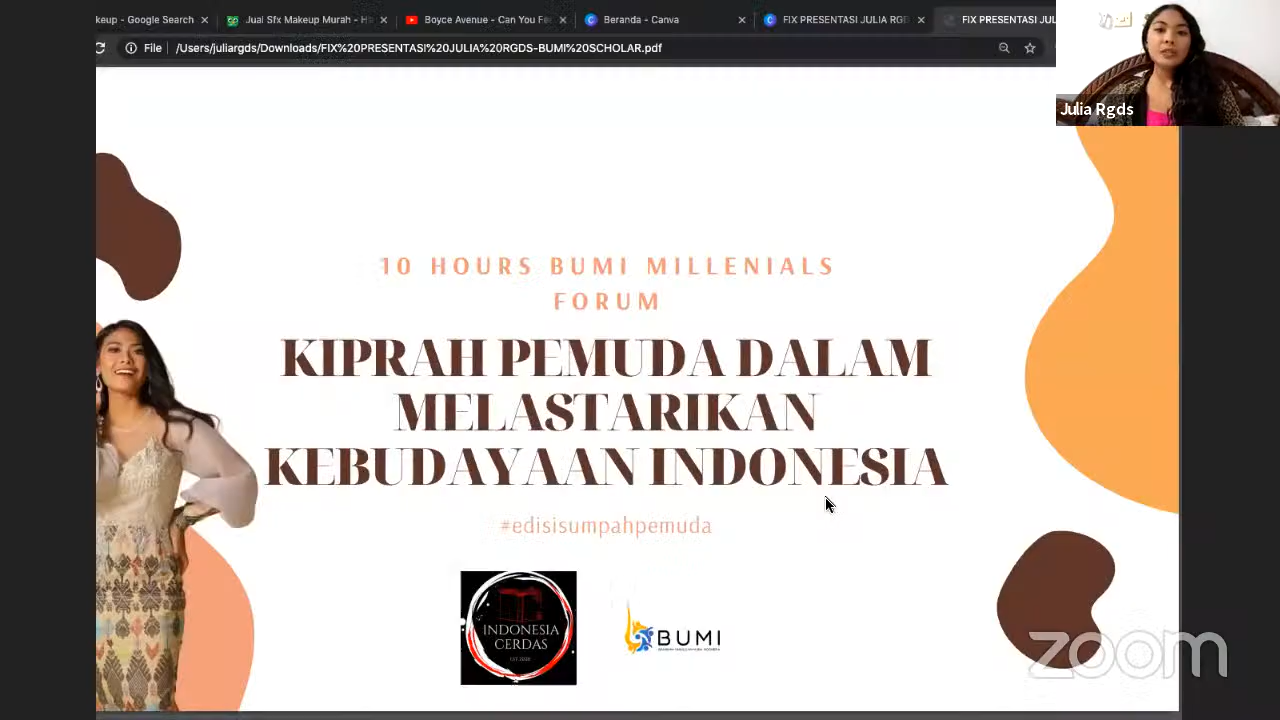 keup - Google Search
Jual Sfx Makeup Murah - H
Boyce Avenue - Can You Fe
Beranda - Canva
FIX PRESENTASI JULIA RG
FIX PRESENTASI JUL
File
/Users/juliargds/Downloads/FIX%20PRESENTASI%20JULIA%20RGDS-BUMI%20SCHOLAR.pdf
Julia Rgds
10 HOURS BUMI MILLENIALS
FORUM
KIPRAH PEMUDA DALAM
MELASTARIKAN
KEBUDAYAAN INDONESIA
#edisisumpahpemuda
INDONESIA
CERDAS
BUMI
zoom